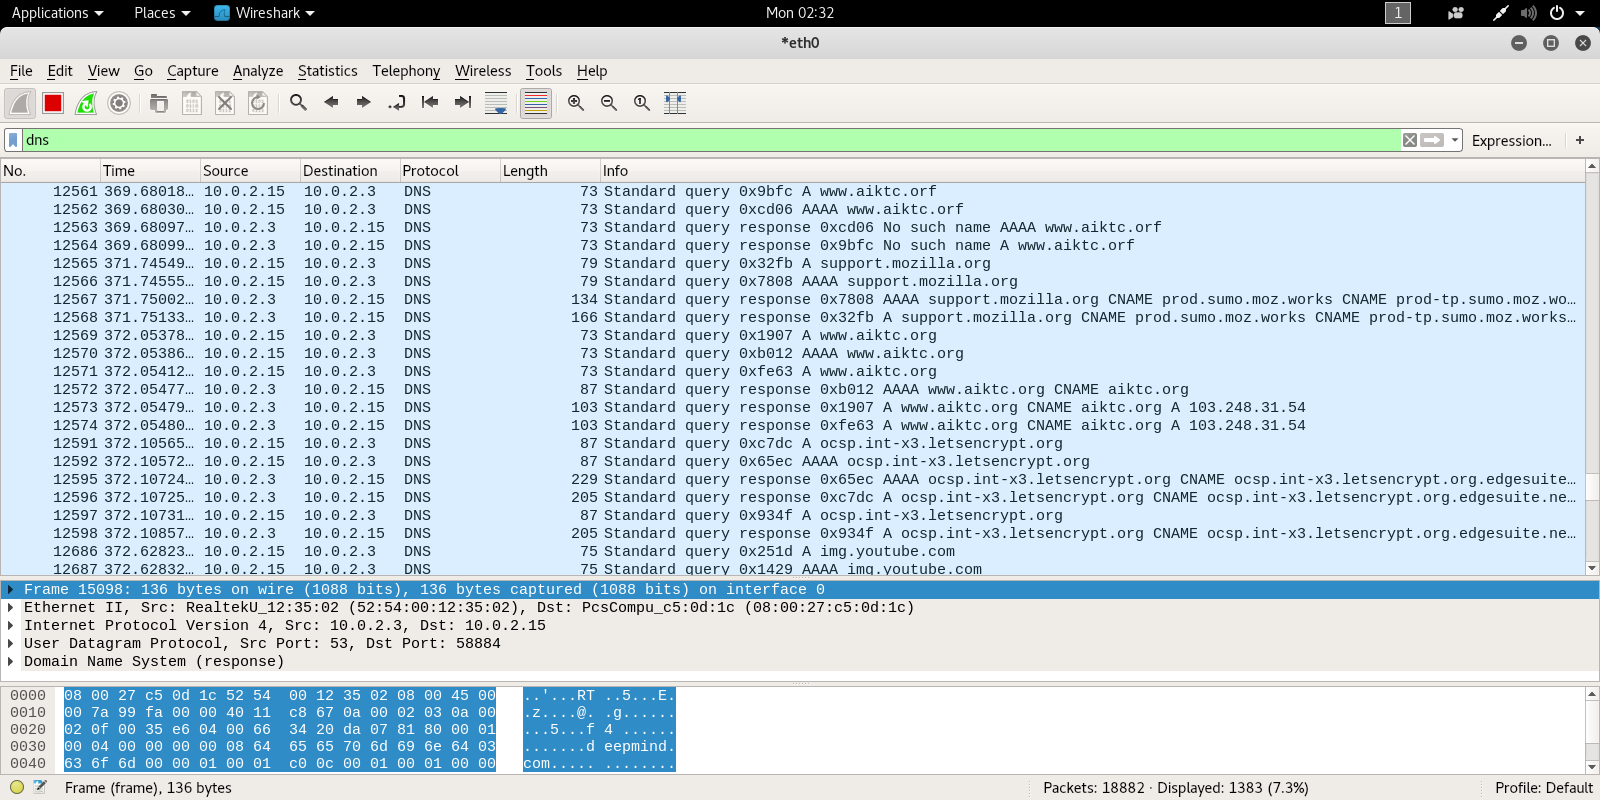 Applications Places Wireshark Mon 02:32 1
*eth0
File Edit View Go Capture Analyze Statistics Telephony Wireless Tools Help
dns Expression... +
No. Time Source Destination Protocol Length Info
12561 369.68018… 10.0.2.15 10.0.2.3 DNS 73 Standard query 0x9bfc A www.aiktc.orf
12562 369.68030… 10.0.2.15 10.0.2.3 DNS 73 Standard query 0xcd06 AAAA www.aiktc.orf
12563 369.68097… 10.0.2.3 10.0.2.15 DNS 73 Standard query response 0xcd06 No such name AAAA www.aiktc.orf
12564 369.68099… 10.0.2.3 10.0.2.15 DNS 73 Standard query response 0x9bfc No such name A www.aiktc.orf
12565 371.74549… 10.0.2.15 10.0.2.3 DNS 79 Standard query 0x32fb A support.mozilla.org
12566 371.74555… 10.0.2.15 10.0.2.3 DNS 79 Standard query 0x7808 AAAA support.mozilla.org
12567 371.75002… 10.0.2.3 10.0.2.15 DNS 134 Standard query response 0x7808 AAAA support.mozilla.org CNAME prod.sumo.moz.works CNAME prod-tp.sumo.moz.wo…
12568 371.75133… 10.0.2.3 10.0.2.15 DNS 166 Standard query response 0x32fb A support.mozilla.org CNAME prod.sumo.moz.works CNAME prod-tp.sumo.moz.works…
12569 372.05378… 10.0.2.15 10.0.2.3 DNS 73 Standard query 0x1907 A www.aiktc.org
12570 372.05386… 10.0.2.15 10.0.2.3 DNS 73 Standard query 0xb012 AAAA www.aiktc.org
12571 372.05412… 10.0.2.15 10.0.2.3 DNS 73 Standard query 0xfe63 A www.aiktc.org
12572 372.05477… 10.0.2.3 10.0.2.15 DNS 87 Standard query response 0xb012 AAAA www.aiktc.org CNAME aiktc.org
12573 372.05479… 10.0.2.3 10.0.2.15 DNS 103 Standard query response 0x1907 A www.aiktc.org CNAME aiktc.org A 103.248.31.54
12574 372.05480… 10.0.2.3 10.0.2.15 DNS 103 Standard query response 0xfe63 A www.aiktc.org CNAME aiktc.org A 103.248.31.54
12591 372.10565… 10.0.2.15 10.0.2.3 DNS 87 Standard query 0xc7dc A ocsp.int-x3.letsencrypt.org
12592 372.10572… 10.0.2.15 10.0.2.3 DNS 87 Standard query 0x65ec AAAA ocsp.int-x3.letsencrypt.org
12595 372.10724… 10.0.2.3 10.0.2.15 DNS 229 Standard query response 0x65ec AAAA ocsp.int-x3.letsencrypt.org CNAME ocsp.int-x3.letsencrypt.org.edgesuite…
12596 372.10725… 10.0.2.3 10.0.2.15 DNS 205 Standard query response 0xc7dc A ocsp.int-x3.letsencrypt.org CNAME ocsp.int-x3.letsencrypt.org.edgesuite.ne…
12597 372.10731… 10.0.2.15 10.0.2.3 DNS 87 Standard query 0x934f A ocsp.int-x3.letsencrypt.org
12598 372.10857… 10.0.2.3 10.0.2.15 DNS 205 Standard query response 0x934f A ocsp.int-x3.letsencrypt.org CNAME ocsp.int-x3.letsencrypt.org.edgesuite.ne…
12686 372.62823… 10.0.2.15 10.0.2.3 DNS 75 Standard query 0x251d A img.youtube.com
12687 372.62832… 10.0.2.15 10.0.2.3 DNS 75 Standard query 0x1429 AAAA img.youtube.com
Frame 15098: 136 bytes on wire (1088 bits), 136 bytes captured (1088 bits) on interface 0
Ethernet II, Src: RealtekU_12:35:02 (52:54:00:12:35:02), Dst: PcsCompu_c5:0d:1c (08:00:27:c5:0d:1c)
Internet Protocol Version 4, Src: 10.0.2.3, Dst: 10.0.2.15
User Datagram Protocol, Src Port: 53, Dst Port: 58884
Domain Name System (response)
0000 08 00 27 c5 0d 1c 52 54 00 12 35 02 08 00 45 00 ..'...RT ..5...E.
0010 00 7a 99 fa 00 00 40 11 c8 67 0a 00 02 03 0a 00 .z....@. .g......
0020 02 0f 00 35 e6 04 00 66 34 20 da 07 81 80 00 01 ...5...f 4 ......
0030 00 04 00 00 00 00 08 64 65 65 70 6d 69 6e 64 03 .......d eepmind.
0040 63 6f 6d 00 00 01 00 01 c0 0c 00 01 00 01 00 00 com..... ........
Frame (frame), 136 bytes Packets: 18882 · Displayed: 1383 (7.3%) Profile: Default